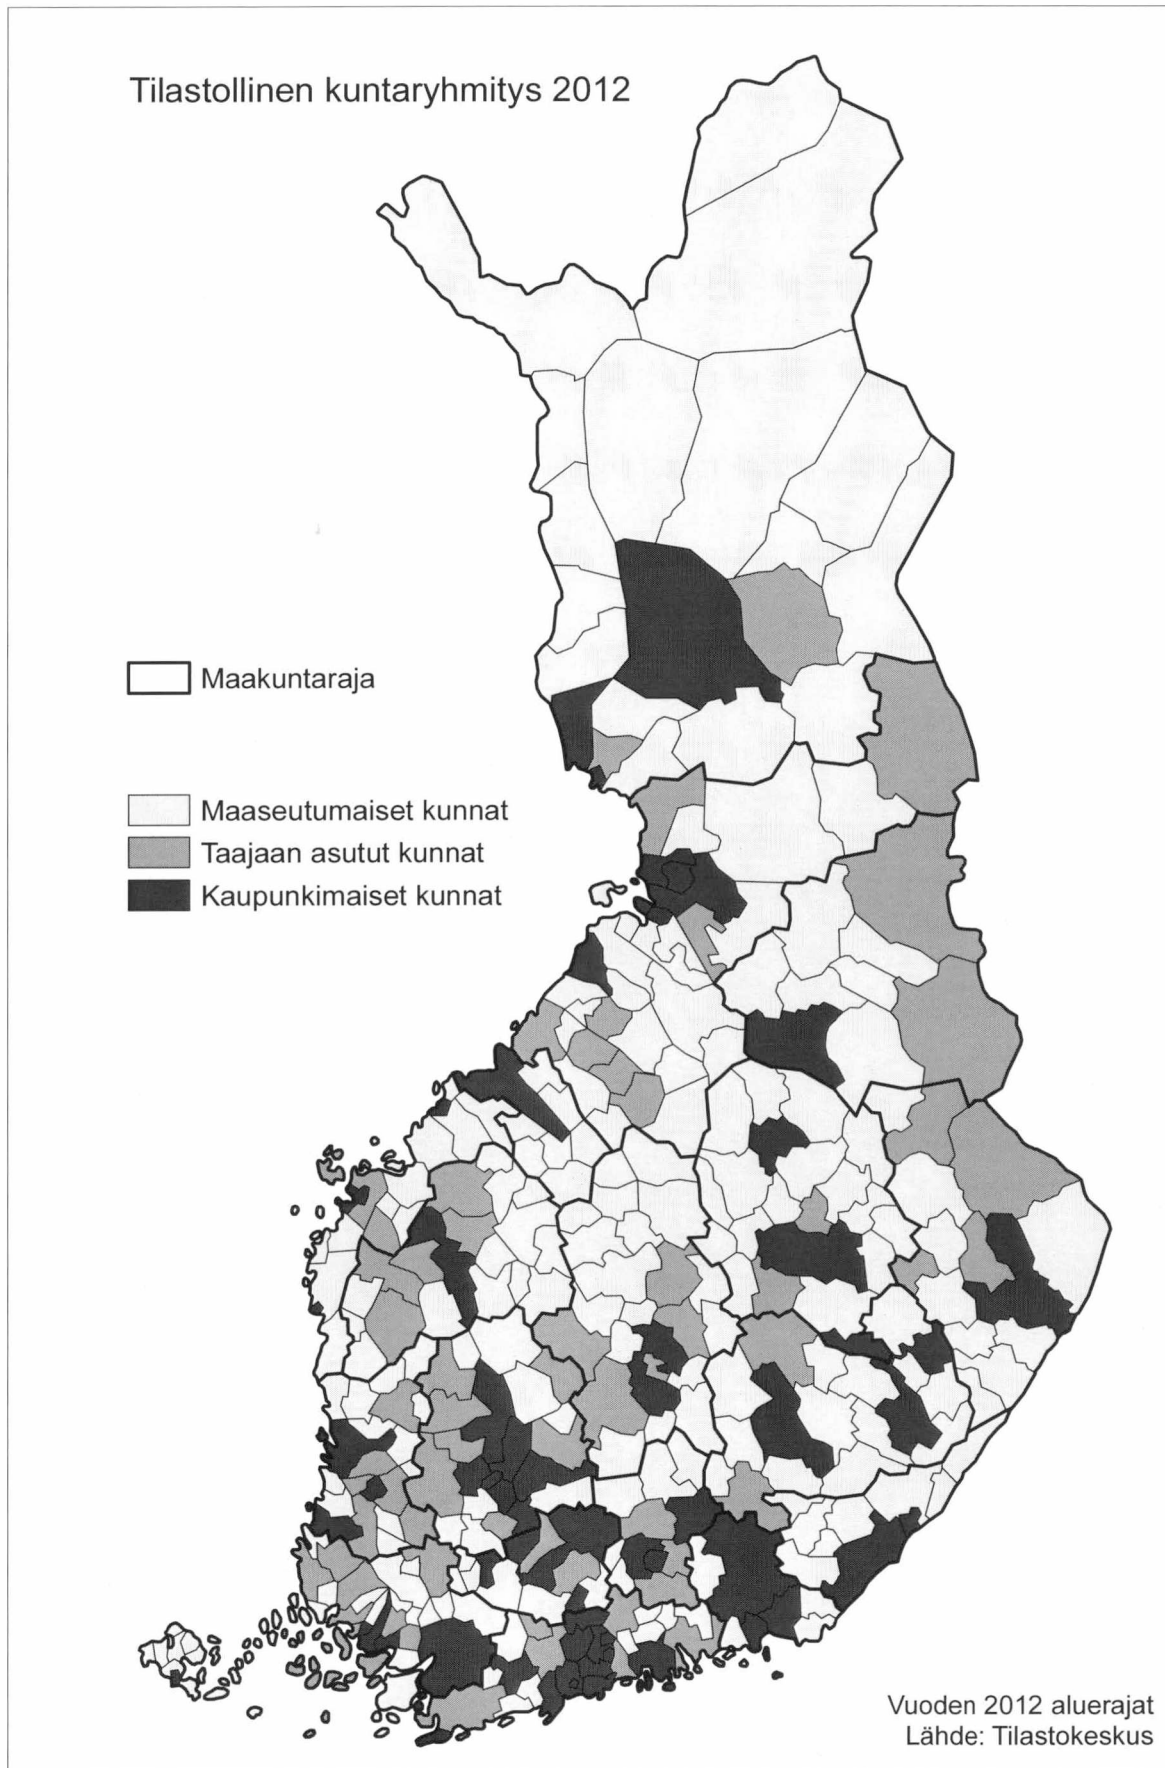 Tilastollinen kuntaryhmitys 2012
Maakuntaraja
Maaseutumaiset kunnat
Taajaan asutut kunnat
Kaupunkimaiset kunnat
Vuoden 2012 aluerajat
Lähde: Tilastokeskus